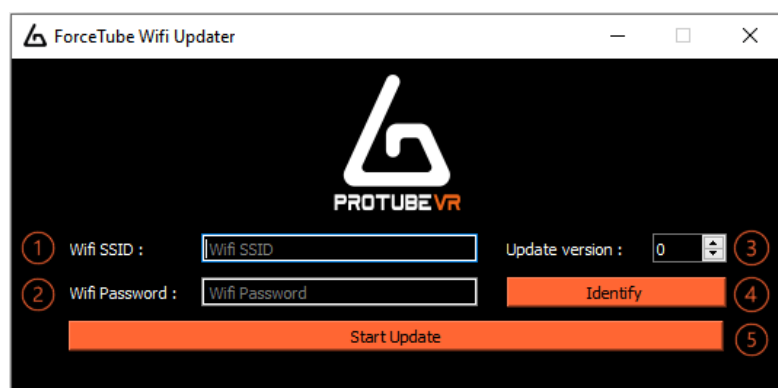 ForceTube Wifi Updater
PROTUBEVR
1 Wifi SSID : Wifi SSID Update version : 0 3
2 Wifi Password : Wifi Password Identify 4
Start Update 5